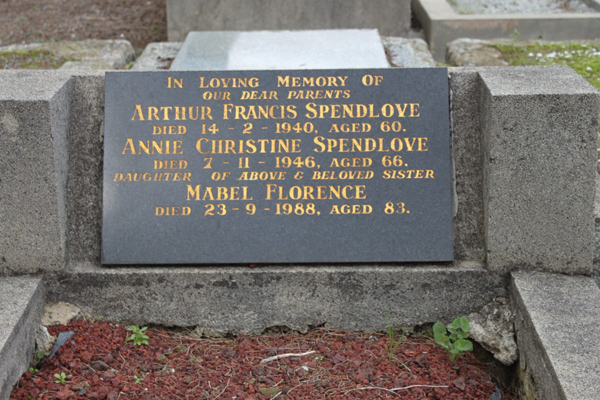 IN LOVING MEMORY OF
OUR DEAR PARENTS
ARTHUR FRANCIS SPENDLOVE
DIED 14-2-1940, AGED 60.
ANNIE CHRISTINE SPENDLOVE
DIED 7-11-1946, AGED 66.
DAUGHTER OF ABOVE & BELOVED SISTER
MABEL FLORENCE
DIED 23-9-1988, AGED 83.